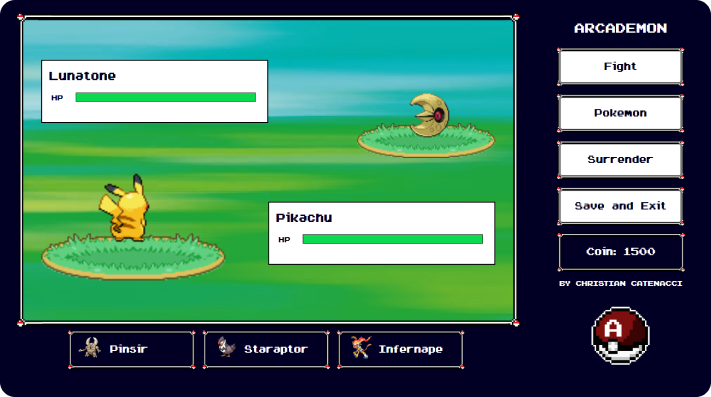 ARCADEMON
Lunatone
HP
Fight
Pokemon
Surrender
Save and Exit
Pikachu
HP
Coin: 1500
BY CHRISTIAN CATENACCI
A
Pinsir
Staraptor
Infernape